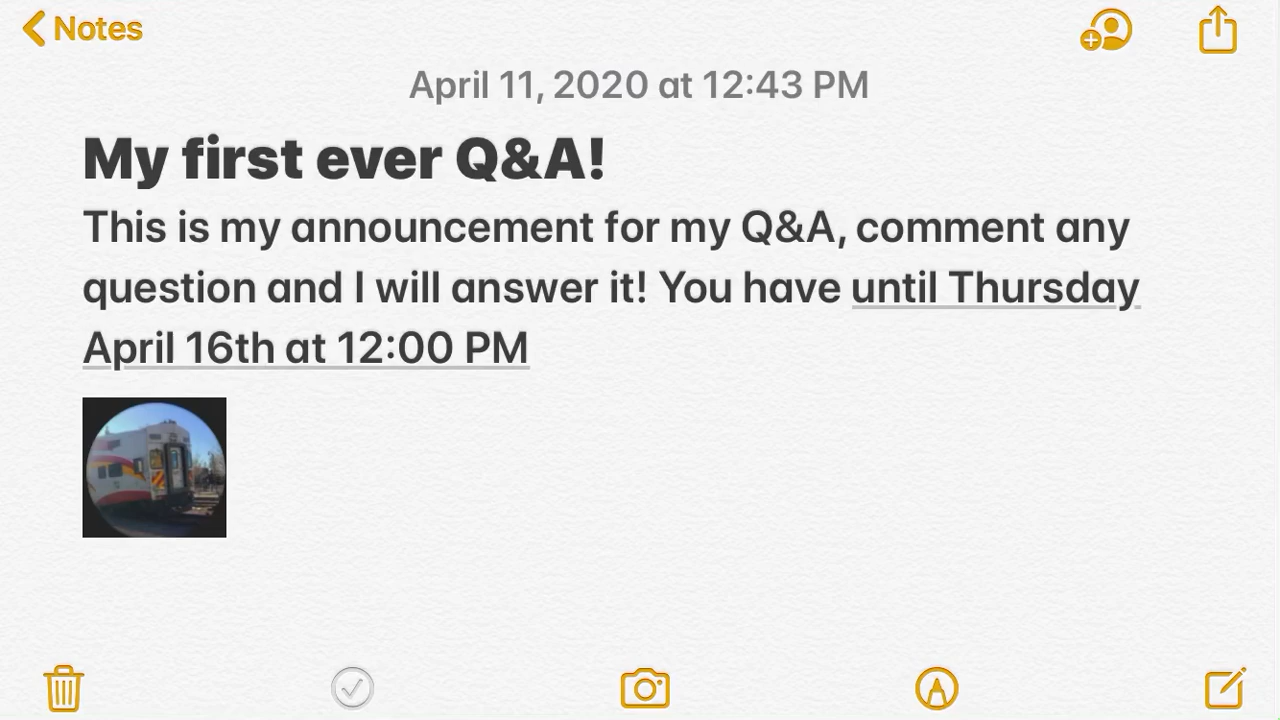 Notes
April 11, 2020 at 12:43 PM
My first ever Q&A!
This is my announcement for my Q&A, comment any
question and I will answer it! You have until Thursday
April 16th at 12:00 PM